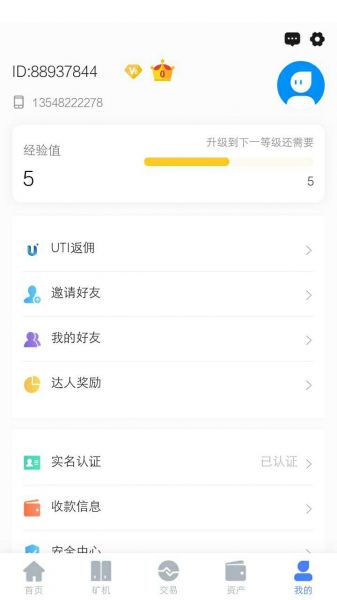 ID:88937844
V0
0
13548222278
经验值
升级到下一等级还需要
5
5
UTI返佣
邀请好友
我的好友
达人奖励
实名认证
已认证
收款信息
安全中心
首页
矿机
交易
资产
我的